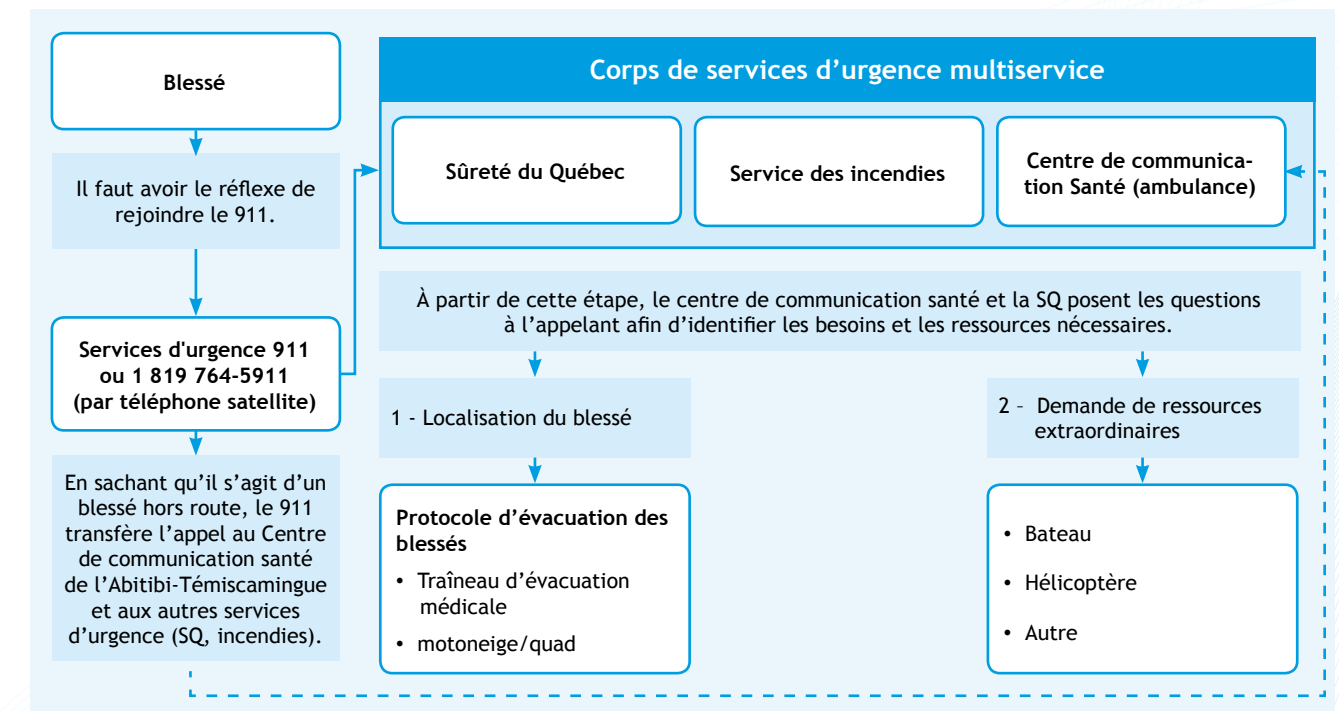 Blessé
Il faut avoir le réflexe de
rejoindre le 911.
Services d'urgence 911
ou 1 819 764-5911
(par téléphone satellite)
En sachant qu’il s’agit d’un
blessé hors route, le 911
transfère l’appel au Centre
de communication santé
de l’Abitibi-Témiscamingue
et aux autres services
d’urgence (SQ, incendies).
Corps de services d’urgence multiservice
Sûreté du Québec
Service des incendies
Centre de communica-
tion Santé (ambulance)
À partir de cette étape, le centre de communication santé et la SQ posent les questions
à l’appelant afin d’identifier les besoins et les ressources nécessaires.
1 - Localisation du blessé
Protocole d’évacuation des
blessés
• Traîneau d’évacuation
médicale
• motoneige/quad
2 – Demande de ressources
extraordinaires
• Bateau
• Hélicoptère
• Autre